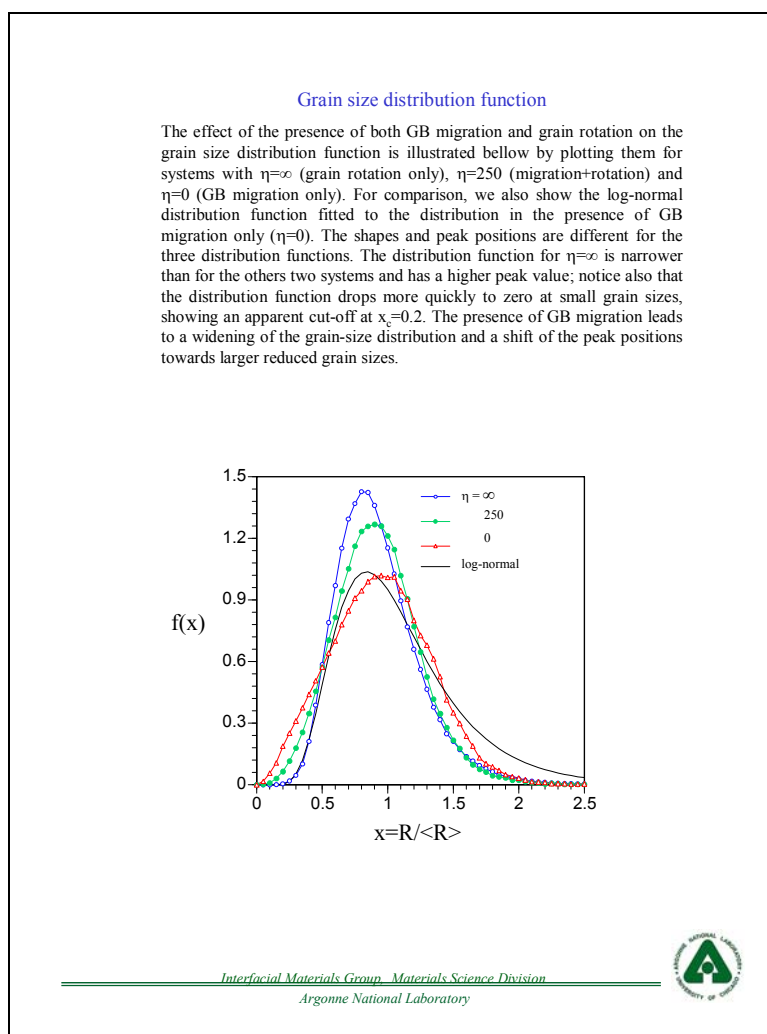 Grain size distribution function
The effect of the presence of both GB migration and grain rotation on the
grain size distribution function is illustrated bellow by plotting them for
systems with η=∞ (grain rotation only), η=250 (migration+rotation) and
η=0 (GB migration only). For comparison, we also show the log-normal
distribution function fitted to the distribution in the presence of GB
migration only (η=0). The shapes and peak positions are different for the
three distribution functions. The distribution function for η=∞ is narrower
than for the others two systems and has a higher peak value; notice also that
the distribution function drops more quickly to zero at small grain sizes,
showing an apparent cut-off at xc=0.2. The presence of GB migration leads
to a widening of the grain-size distribution and a shift of the peak positions
towards larger reduced grain sizes.
1.5
1.2
0.9
0.6
0.3
0
f(x)
η = ∞
250
0
log-normal
0 0.5 1 1.5 2 2.5
x=R/<R>
Interfacial Materials Group, Materials Science Division
Argonne National Laboratory
ARGONNE NATIONAL LABORATORY
UNIVERSITY OF CHICAGO